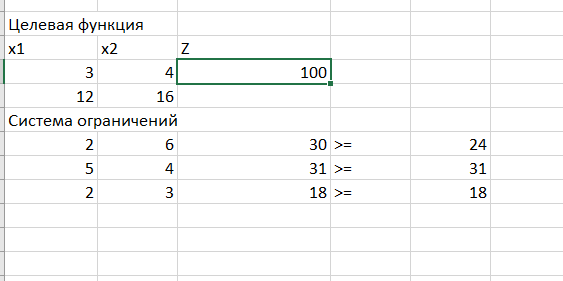 Целевая функция
x1 x2 Z
3 4 100
12 16
Система ограничений
2 6 30 >= 24
5 4 31 >= 31
2 3 18 >= 18